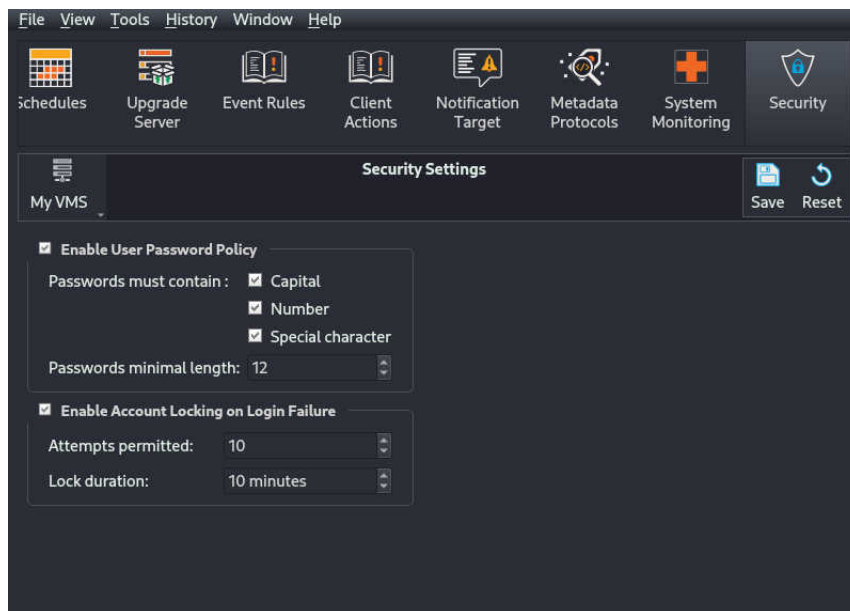 File View Tools History Window Help
Schedules
Upgrade Server
Event Rules
Client Actions
Notification Target
Metadata Protocols
System Monitoring
Security
My VMS
Security Settings
Save Reset
Enable User Password Policy
Passwords must contain : Capital
Number
Special character
Passwords minimal length: 12
Enable Account Locking on Login Failure
Attempts permitted: 10
Lock duration: 10 minutes